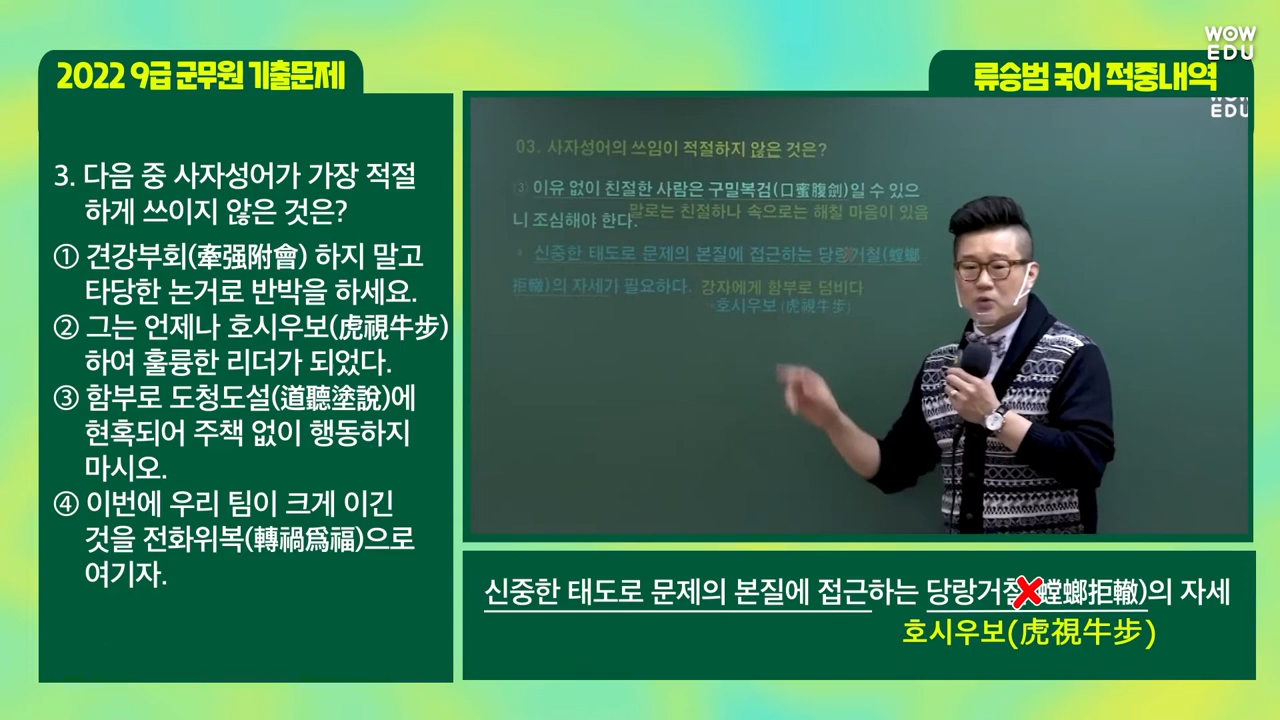 WOW
EDU
2022 9급 군무원 기출문제
류승범 국어 적중내역
3. 다음 중 사자성어가 가장 적절
하게 쓰이지 않은 것은?
① 견강부회(牽强附會) 하지 말고
타당한 논거로 반박을 하세요.
② 그는 언제나 호시우보(虎視牛步)
하여 훌륭한 리더가 되었다.
③ 함부로 도청도설(道聽塗說)에
현혹되어 주책 없이 행동하지
마시오.
④ 이번에 우리 팀이 크게 이긴
것을 전화위복(轉禍爲福)으로
여기자.
WOW
EDU
03. 사자성어의 쓰임이 적절하지 않은 것은?
③ 이유 없이 친절한 사람은 구밀복검(口蜜腹劍)일 수 있으
니 조심해야 한다.
말로는 친절하나 속으로는 해칠 마음이 있음
신중한 태도로 문제의 본질에 접근하는 당랑거철(螳螂
拒轍)의 자세가 필요하다. 강자에게 함부로 덤비다
호시우보 (虎視牛步)
신중한 태도로 문제의 본질에 접근하는 당랑거철(螳螂拒轍)의 자세
호시우보(虎視牛步)